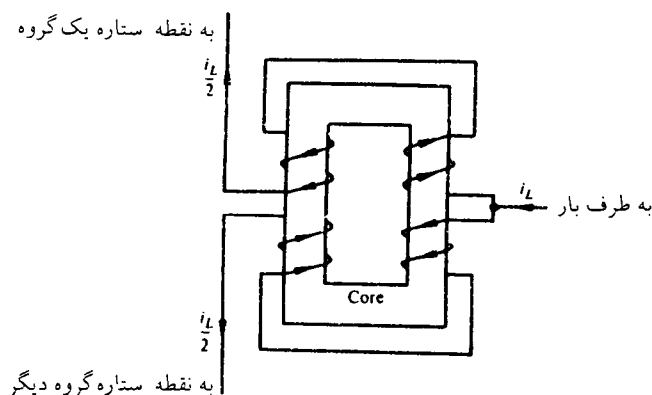 به نقطه ستاره یک گروه
i_L/2
i_L
به طرف بار
Core
i_L/2
به نقطه ستاره گروه دیگر